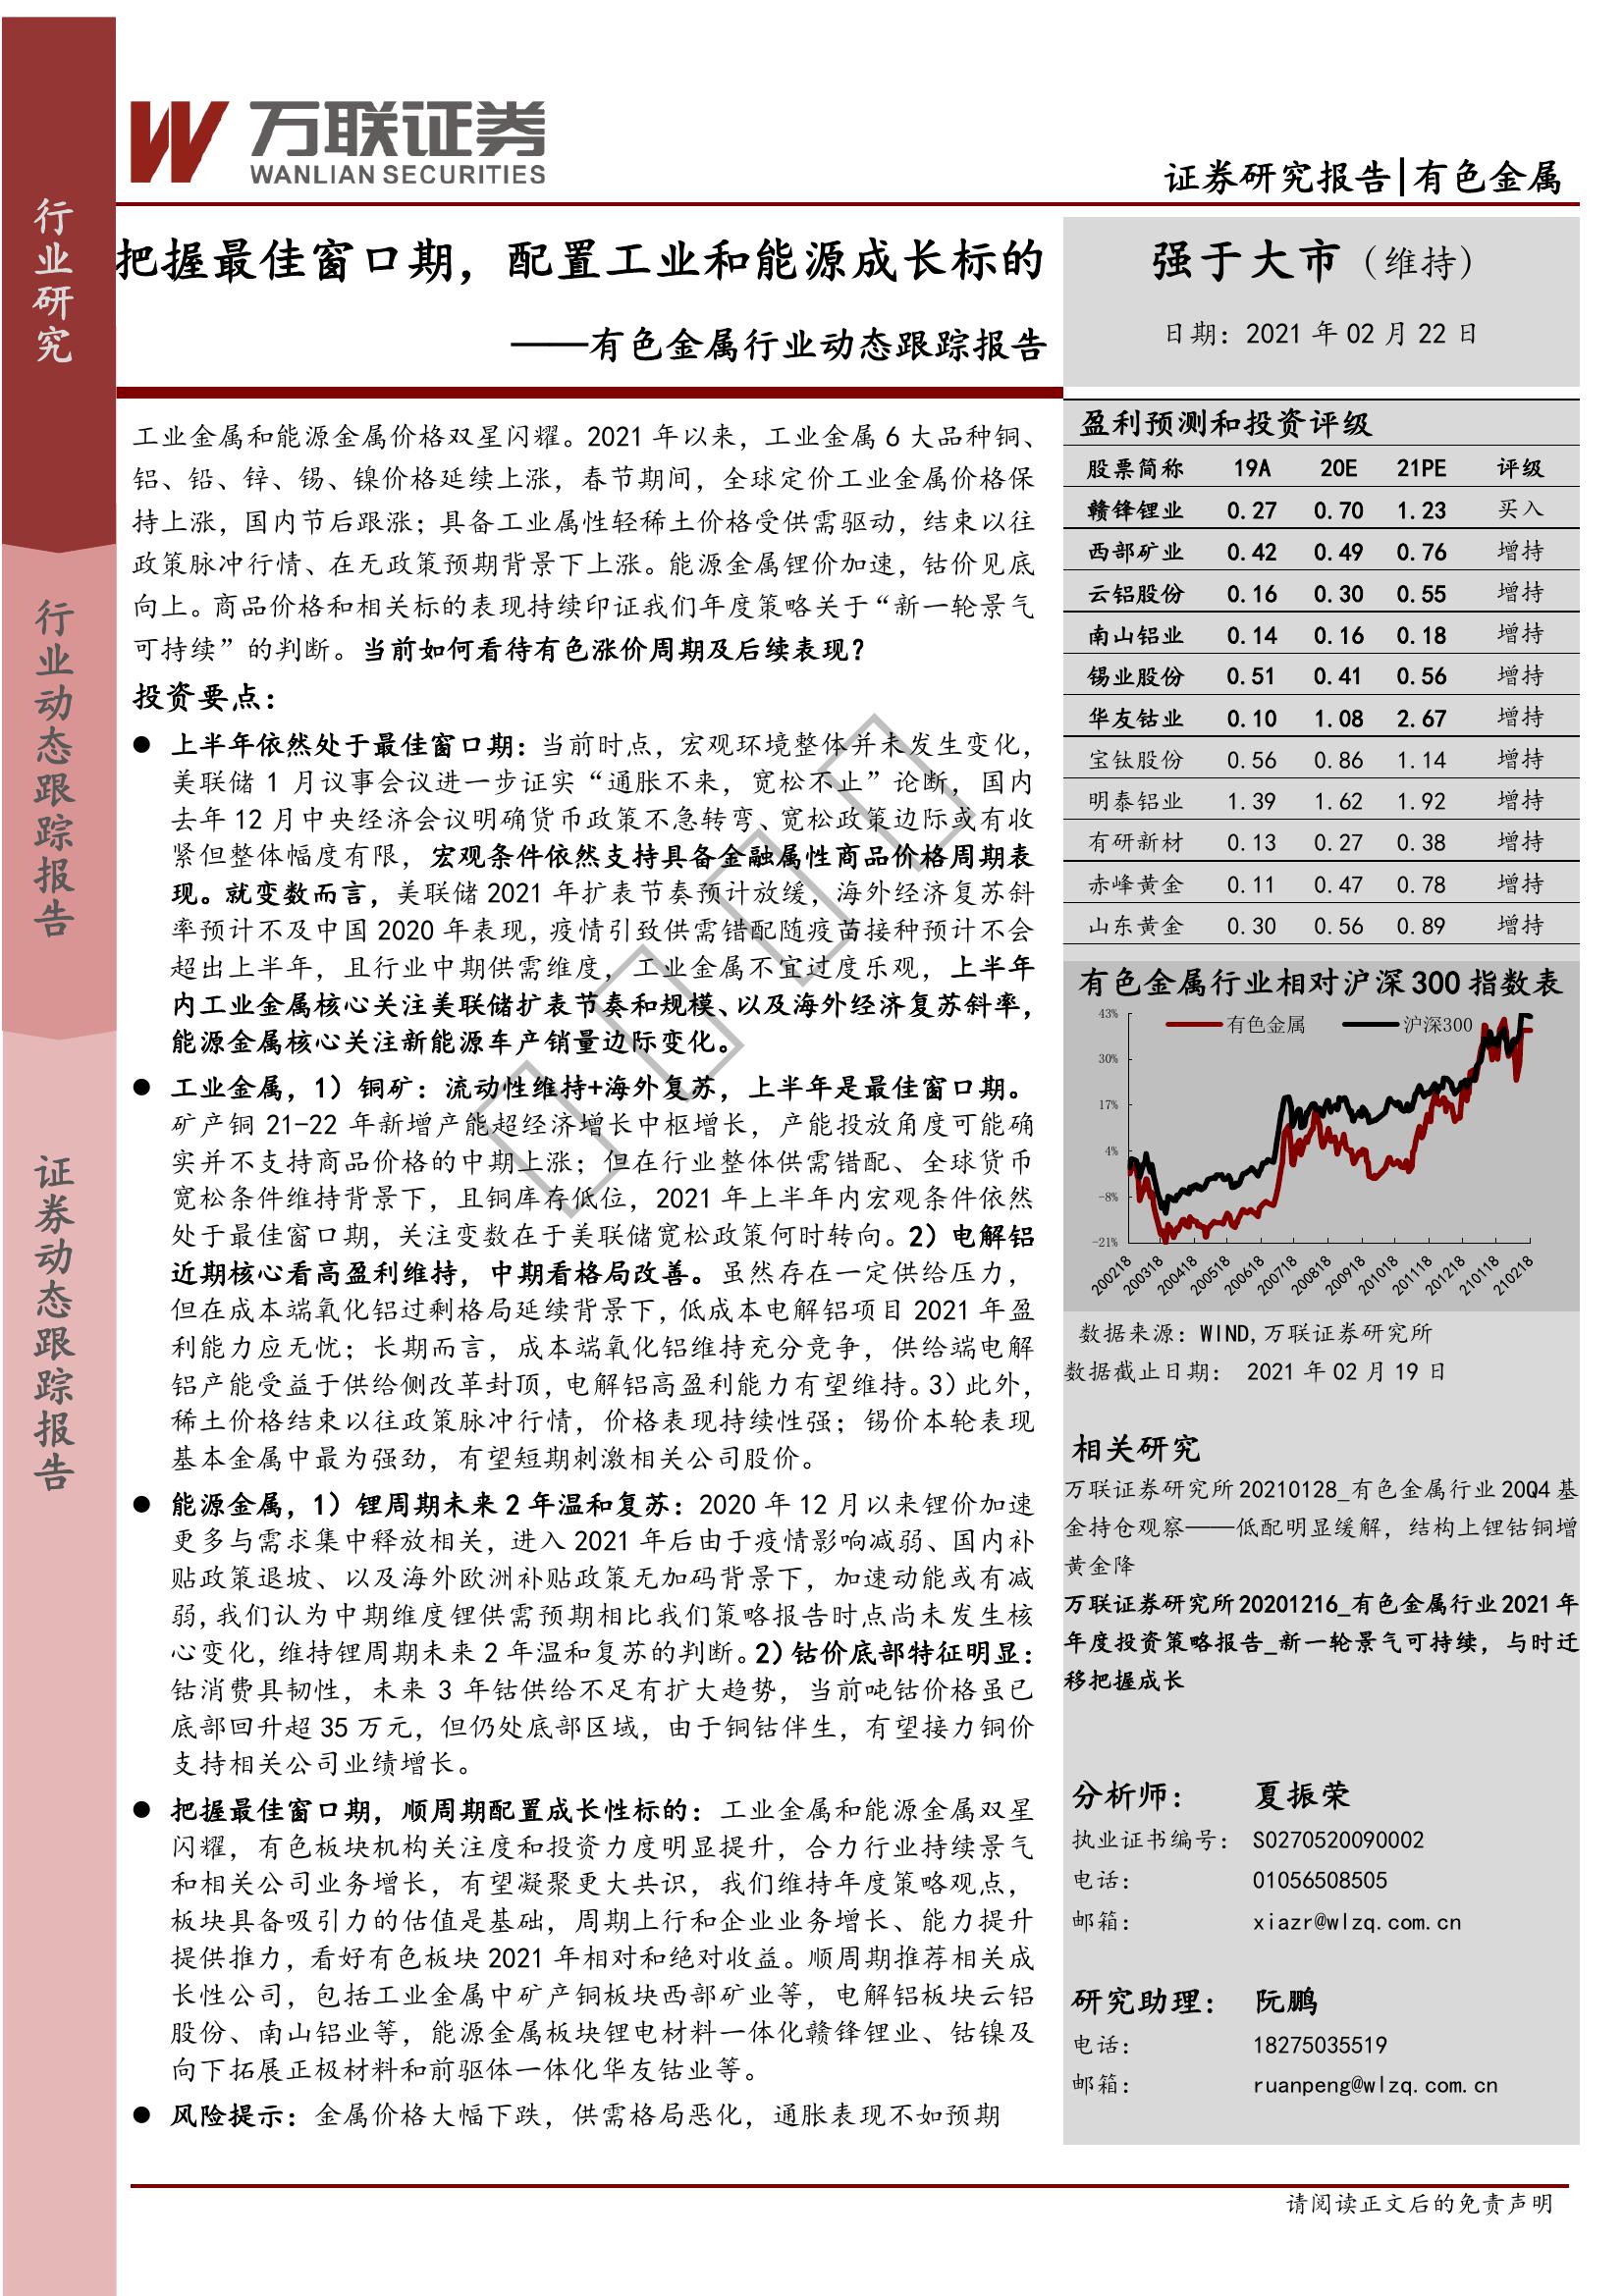 万联证券
WANLIAN SECURITIES
证券研究报告|有色金属
行业研究
行业动态跟踪报告
证券动态跟踪报告
把握最佳窗口期，配置工业和能源成长标的
——有色金属行业动态跟踪报告
强于大市（维持）
日期：2021 年 02 月 22 日
工业金属和能源金属价格双星闪耀。2021 年以来，工业金属 6 大品种铜、
铝、铅、锌、锡、镍价格延续上涨，春节期间，全球定价工业金属价格保
持上涨，国内节后跟涨；具备工业属性轻稀土价格受供需驱动，结束以往
政策脉冲行情、在无政策预期背景下上涨。能源金属锂价加速，钴价见底
向上。商品价格和相关标的表现持续印证我们年度策略关于“新一轮景气
可持续”的判断。当前如何看待有色涨价周期及后续表现？
投资要点：
● 上半年依然处于最佳窗口期：当前时点，宏观环境整体并未发生变化，
美联储 1 月议事会议进一步证实“通胀不来，宽松不止”论断，国内
去年 12 月中央经济会议明确货币政策不急转弯、宽松政策边际或有收
紧但整体幅度有限，宏观条件依然支持具备金融属性商品价格周期表
现。就变数而言，美联储 2021 年扩表节奏预计放缓，海外经济复苏斜
率预计不及中国 2020 年表现，疫情引致供需错配随疫苗接种预计不会
超出上半年，且行业中期供需维度，工业金属不宜过度乐观，上半年
内工业金属核心关注美联储扩表节奏和规模、以及海外经济复苏斜率，
能源金属核心关注新能源车产销量边际变化。
● 工业金属，1）铜矿：流动性维持+海外复苏，上半年是最佳窗口期。
矿产铜 21-22 年新增产能超经济增长中枢增长，产能投放角度可能确
实并不支持商品价格的中期上涨；但在行业整体供需错配、全球货币
宽松条件维持背景下，且铜库存低位，2021 年上半年内宏观条件依然
处于最佳窗口期，关注变数在于美联储宽松政策何时转向。2）电解铝
近期核心看高盈利维持，中期看格局改善。虽然存在一定供给压力，
但在成本端氧化铝过剩格局延续背景下，低成本电解铝项目 2021 年盈
利能力应无忧；长期而言，成本端氧化铝维持充分竞争，供给端电解
铝产能受益于供给侧改革封顶，电解铝高盈利能力有望维持。3）此外，
稀土价格结束以往政策脉冲行情，价格表现持续性强；锡价本轮表现
基本金属中最为强劲，有望短期刺激相关公司股价。
● 能源金属，1）锂周期未来 2 年温和复苏：2020 年 12 月以来锂价加速
更多与需求集中释放相关，进入 2021 年后由于疫情影响减弱、国内补
贴政策退坡、以及海外欧洲补贴政策无加码背景下，加速动能或有减
弱，我们认为中期维度锂供需预期相比我们策略报告时点尚未发生核
心变化，维持锂周期未来 2 年温和复苏的判断。2）钴价底部特征明显：
钴消费具韧性，未来 3 年钴供给不足有扩大趋势，当前吨钴价格虽已
底部回升超 35 万元，但仍处底部区域，由于铜钴伴生，有望接力铜价
支持相关公司业绩增长。
● 把握最佳窗口期，顺周期配置成长性标的：工业金属和能源金属双星
闪耀，有色板块机构关注度和投资力度明显提升，合力行业持续景气
和相关公司业务增长，有望凝聚更大共识，我们维持年度策略观点，
板块具备吸引力的估值是基础，周期上行和企业业务增长、能力提升
提供推力，看好有色板块 2021 年相对和绝对收益。顺周期推荐相关成
长性公司，包括工业金属中矿产铜板块西部矿业等，电解铝板块云铝
股份、南山铝业等，能源金属板块锂电材料一体化赣锋锂业、钴镍及
向下拓展正极材料和前驱体一体化华友钴业等。
● 风险提示：金属价格大幅下跌，供需格局恶化，通胀表现不如预期
盈利预测和投资评级
股票简称 19A 20E 21PE 评级
赣锋锂业 0.27 0.70 1.23 买入
西部矿业 0.42 0.49 0.76 增持
云铝股份 0.16 0.30 0.55 增持
南山铝业 0.14 0.16 0.18 增持
锡业股份 0.51 0.41 0.56 增持
华友钴业 0.10 1.08 2.67 增持
宝钛股份 0.56 0.86 1.14 增持
明泰铝业 1.39 1.62 1.92 增持
有研新材 0.13 0.27 0.38 增持
赤峰黄金 0.11 0.47 0.78 增持
山东黄金 0.30 0.56 0.89 增持
有色金属行业相对沪深 300 指数表
有色金属 沪深300
43%
30%
17%
4%
-8%
-21%
200218 200318 200418 200518 200618 200718 200818 200918 201018 201118 201218 210118 210218
数据来源：WIND,万联证券研究所
数据截止日期： 2021 年 02 月 19 日
相关研究
万联证券研究所 20210128_有色金属行业 20Q4 基
金持仓观察——低配明显缓解，结构上锂钴铜增
黄金降
万联证券研究所 20201216_有色金属行业 2021 年
年度投资策略报告_新一轮景气可持续，与时迁
移把握成长
分析师： 夏振荣
执业证书编号： S0270520090002
电话： 01056508505
邮箱： xiazr@wlzq.com.cn
研究助理： 阮鹏
电话： 18275035519
邮箱： ruanpeng@wlzq.com.cn
请阅读正文后的免责声明